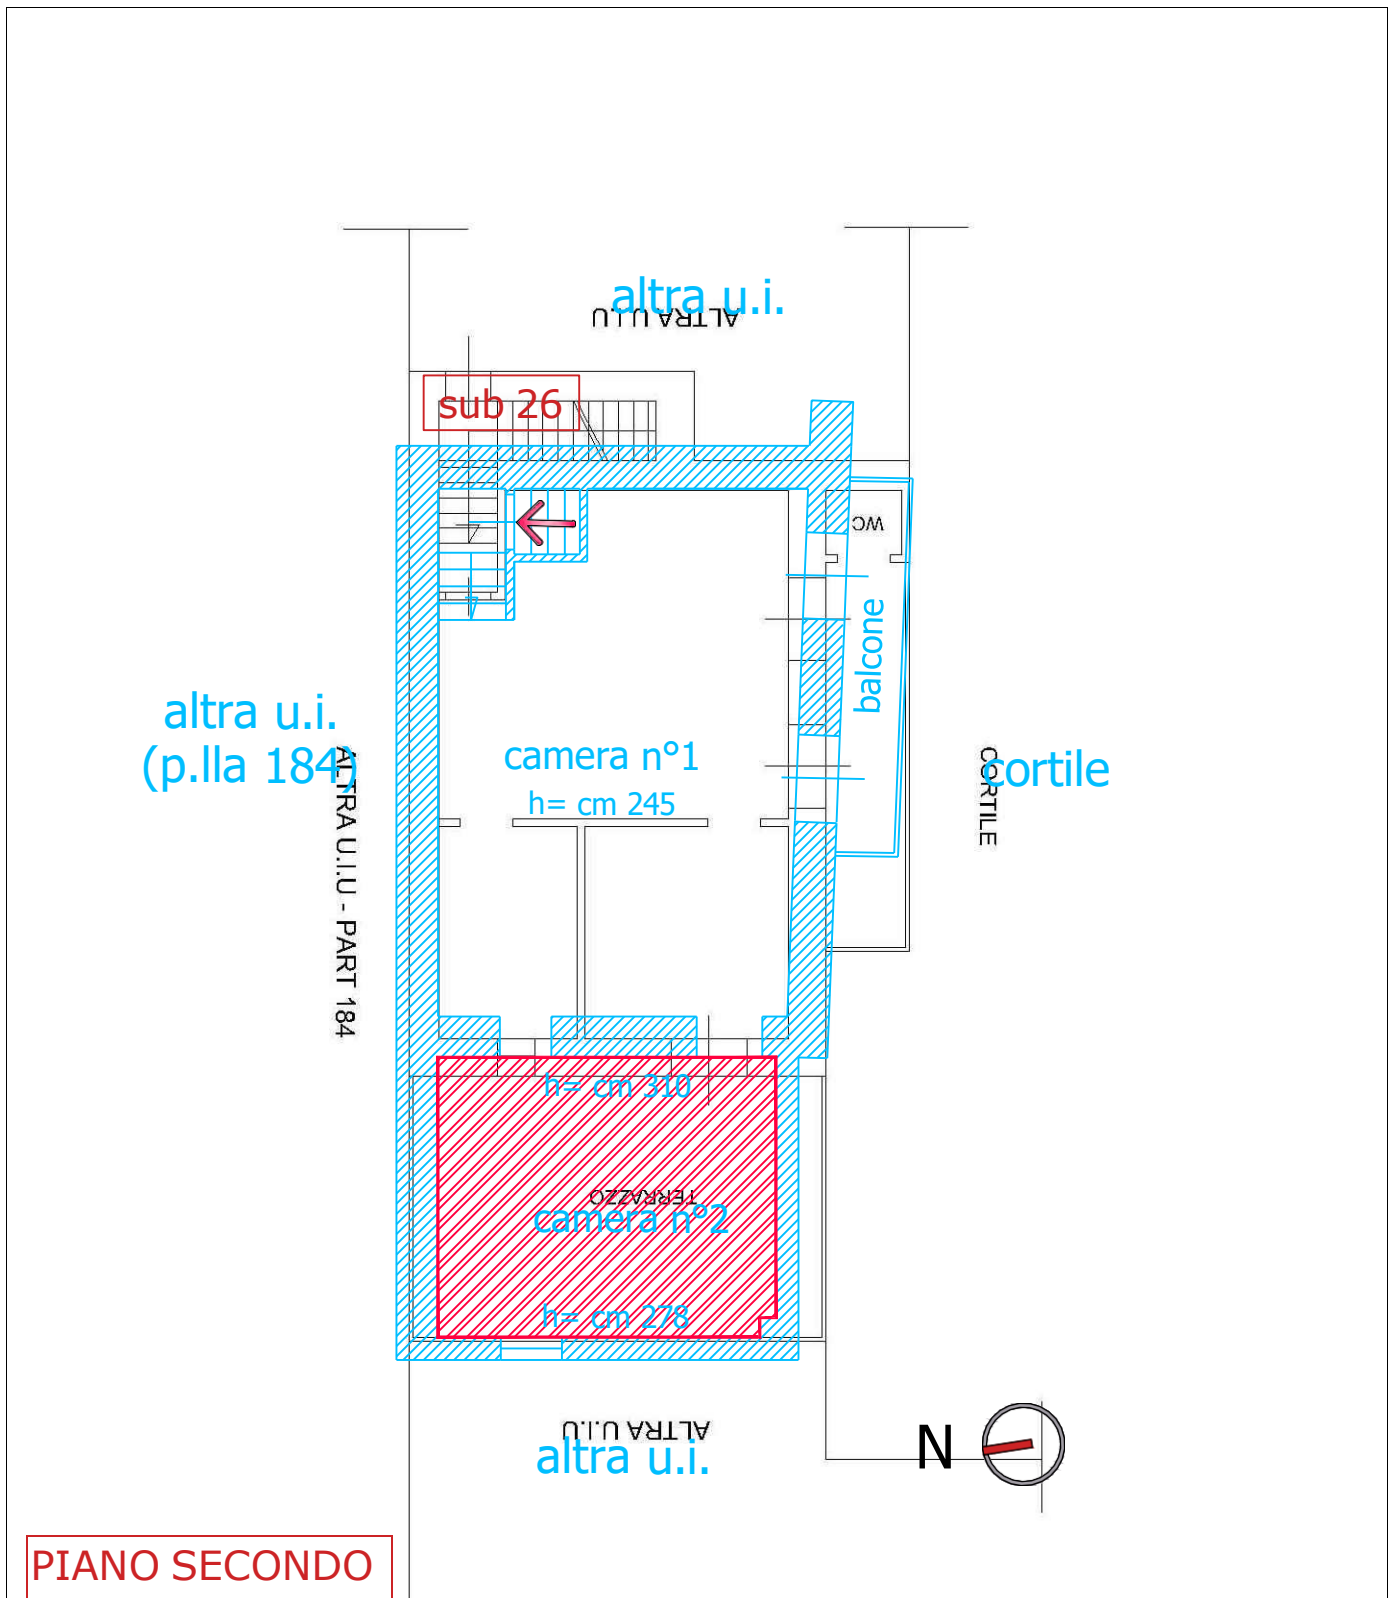 altra u.i.
ALTRA U.I.U
sub 26
WC
balcone
altra u.i.
(p.lla 184)
ALTRA U.I.U - PART 184
camera n°1
h= cm 245
cortile
CORTILE
h= cm 310
TERRAZZO
camera n°2
h= cm 278
ALTRA U.I.U
altra u.i.
N
PIANO SECONDO